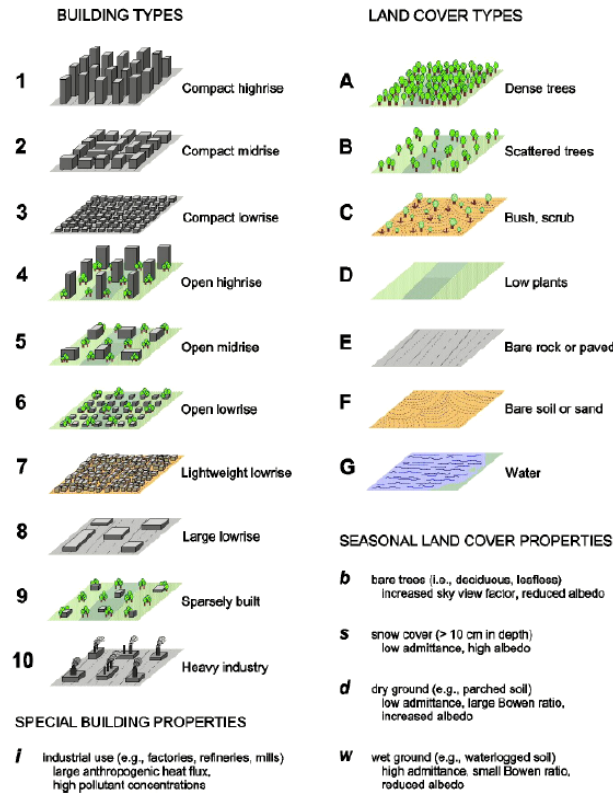 BUILDING TYPES
1 Compact highrise
2 Compact midrise
3 Compact lowrise
4 Open highrise
5 Open midrise
6 Open lowrise
7 Lightweight lowrise
8 Large lowrise
9 Sparsely built
10 Heavy industry
SPECIAL BUILDING PROPERTIES
i industrial use (e.g., factories, refineries, mills)
large anthropogenic heat flux,
high pollutant concentrations
LAND COVER TYPES
A Dense trees
B Scattered trees
C Bush, scrub
D Low plants
E Bare rock or paved
F Bare soil or sand
G Water
SEASONAL LAND COVER PROPERTIES
b bare trees (i.e., deciduous, leafless)
increased sky view factor, reduced albedo
s snow cover (> 10 cm in depth)
low admittance, high albedo
d dry ground (e.g., parched soil)
low admittance, large Bowen ratio,
increased albedo
w wet ground (e.g., waterlogged soil)
high admittance, small Bowen ratio,
reduced albedo